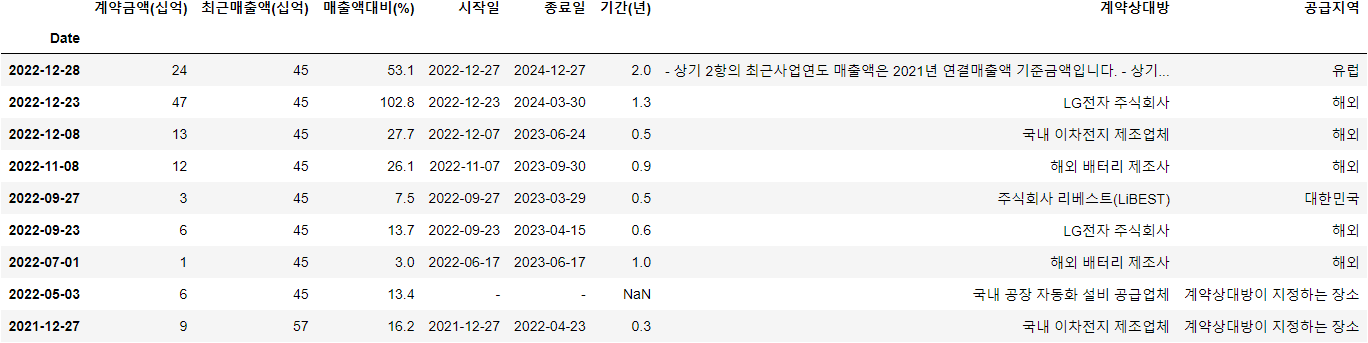 계약금액(십억) 최근매출액(십억) 매출액대비(%) 시작일 종료일 기간(년) 계약상대방 공급지역
Date
2022-12-28 24 45 53.1 2022-12-27 2024-12-27 2.0 - 상기 2항의 최근사업연도 매출액은 2021년 연결매출액 기준금액입니다. - 상기... 유럽
2022-12-23 47 45 102.8 2022-12-23 2024-03-30 1.3 LG전자 주식회사 해외
2022-12-08 13 45 27.7 2022-12-07 2023-06-24 0.5 국내 이차전지 제조업체 해외
2022-11-08 12 45 26.1 2022-11-07 2023-09-30 0.9 해외 배터리 제조사 해외
2022-09-27 3 45 7.5 2022-09-27 2023-03-29 0.5 주식회사 리베스트(LiBEST) 대한민국
2022-09-23 6 45 13.7 2022-09-23 2023-04-15 0.6 LG전자 주식회사 해외
2022-07-01 1 45 3.0 2022-06-17 2023-06-17 1.0 해외 배터리 제조사 해외
2022-05-03 6 45 13.4 - - NaN 국내 공장 자동화 설비 공급업체 계약상대방이 지정하는 장소
2021-12-27 9 57 16.2 2021-12-27 2022-04-23 0.3 국내 이차전지 제조업체 계약상대방이 지정하는 장소